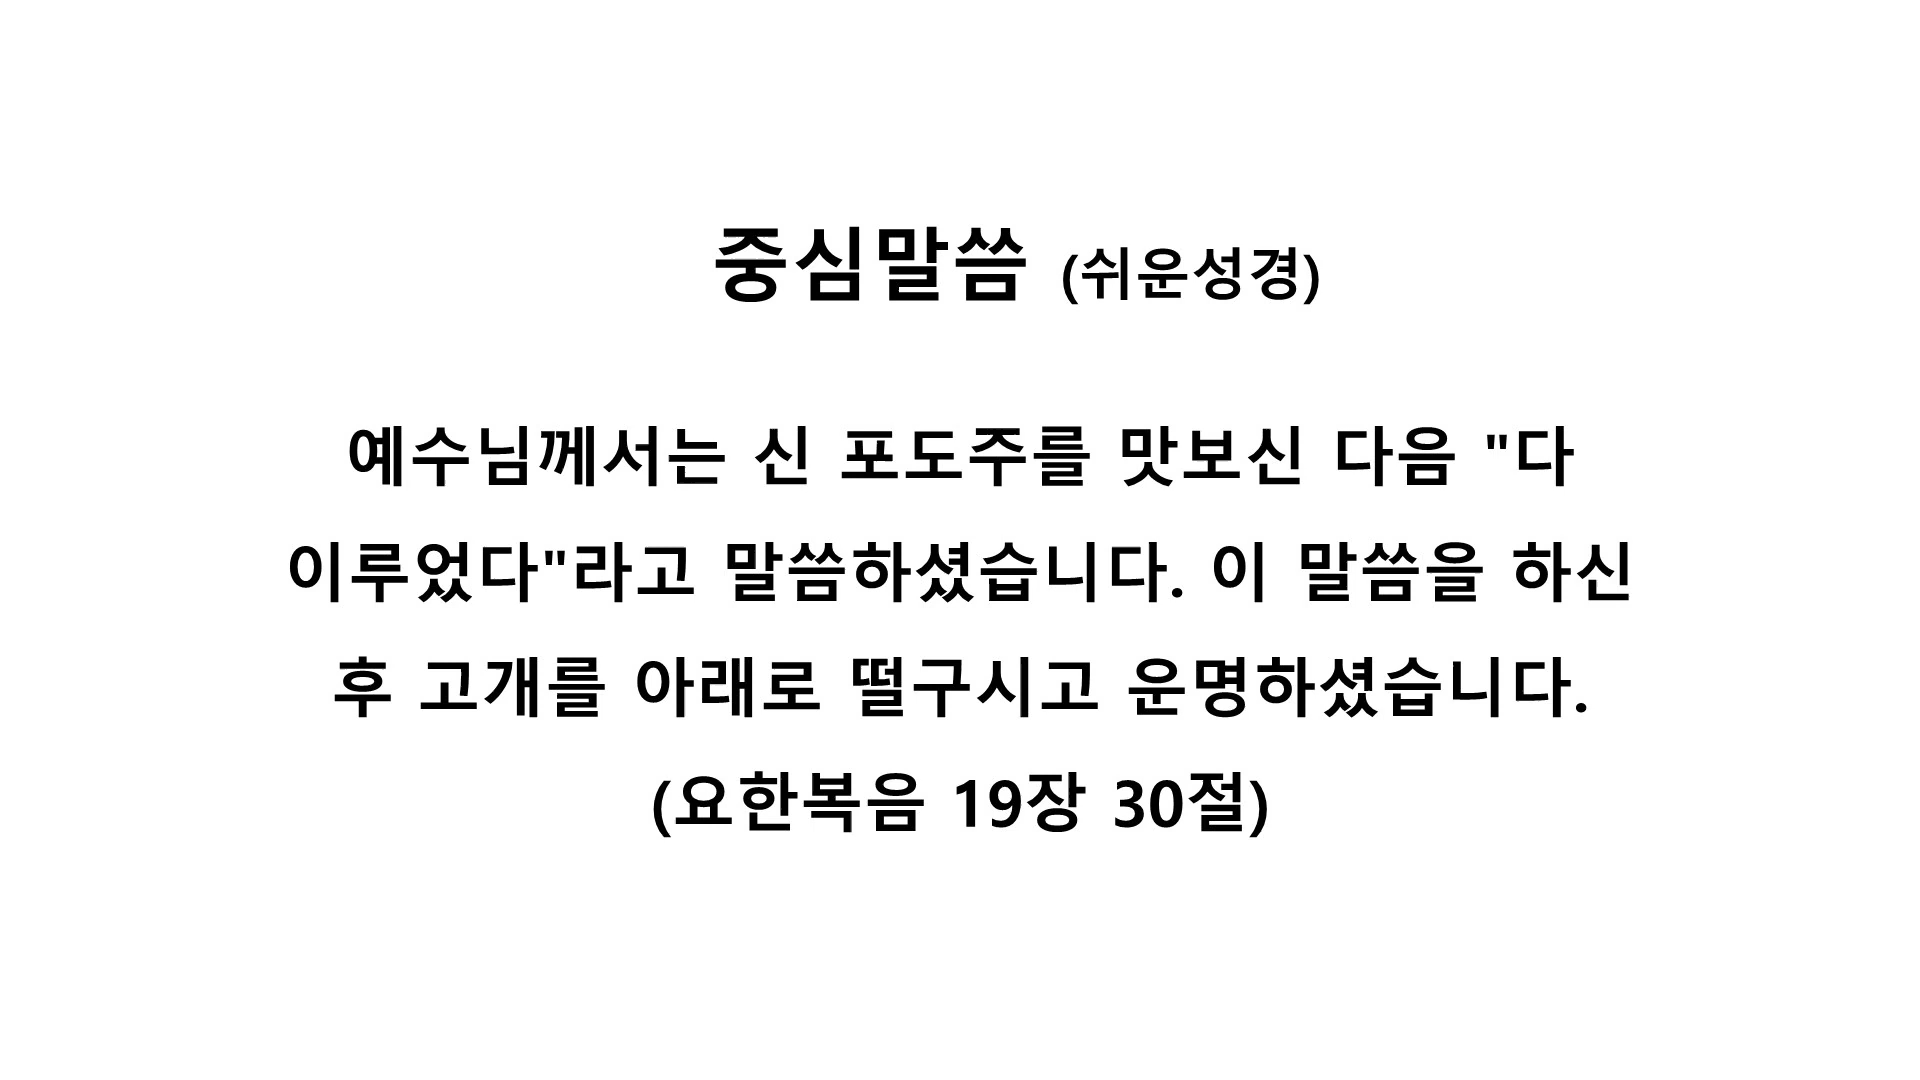 중심말씀 (쉬운성경)
예수님께서는 신 포도주를 맛보신 다음 "다
이루었다"라고 말씀하셨습니다. 이 말씀을 하신
후 고개를 아래로 떨구시고 운명하셨습니다.
(요한복음 19장 30절)